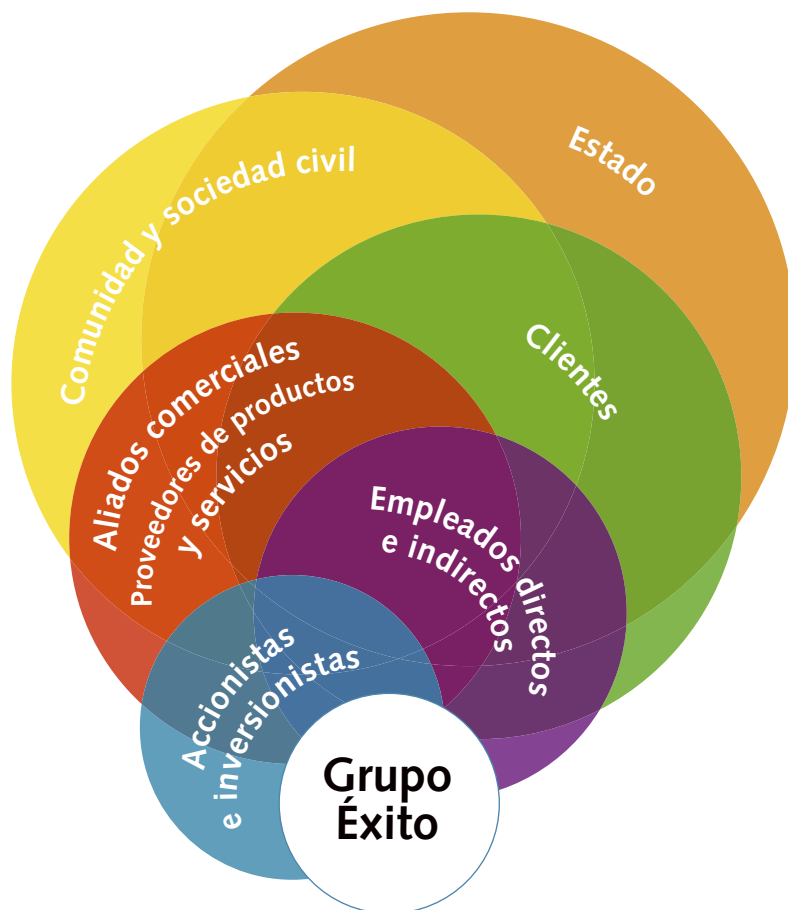 Estado
Comunidad y sociedad civil
Clientes
Aliados comerciales
Proveedores de productos
y servicios
Empleados directos
e indirectos
Accionistas
e inversionistas
Grupo
Éxito